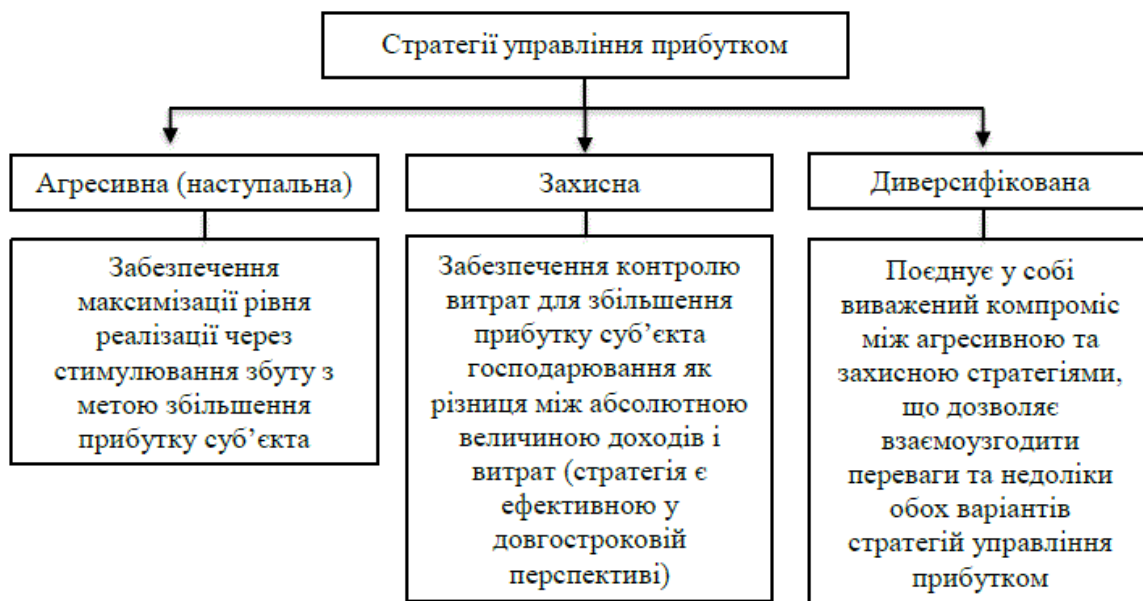 Стратегії управління прибутком
Агресивна (наступальна)
Забезпечення
максимізації рівня
реалізації через
стимулювання збуту з
метою збільшення
прибутку суб’єкта
Захисна
Забезпечення контролю
витрат для збільшення
прибутку суб’єкта
господарювання як
різниця між абсолютною
величиною доходів і
витрат (стратегія є
ефективною у
довгостроковій
перспективі)
Диверсифікована
Поєднує у собі
виважений компроміс
між агресивною та
захисною стратегіями,
що дозволяє
взаємоузгодити
переваги та недоліки
обох варіантів
стратегій управління
прибутком